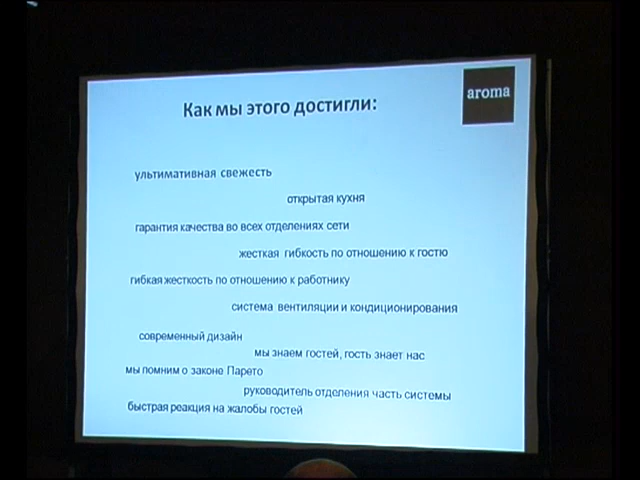 Как мы этого достигли:
aroma
ультимативная свежесть
открытая кухня
гарантия качества во всех отделениях сети
жесткая гибкость по отношению к гостю
гибкая жесткость по отношению к работнику
система вентиляции и кондиционирования
современный дизайн
мы знаем гостей, гость знает нас
мы помним о законе Парето
руководитель отделения часть системы
быстрая реакция на жалобы гостей